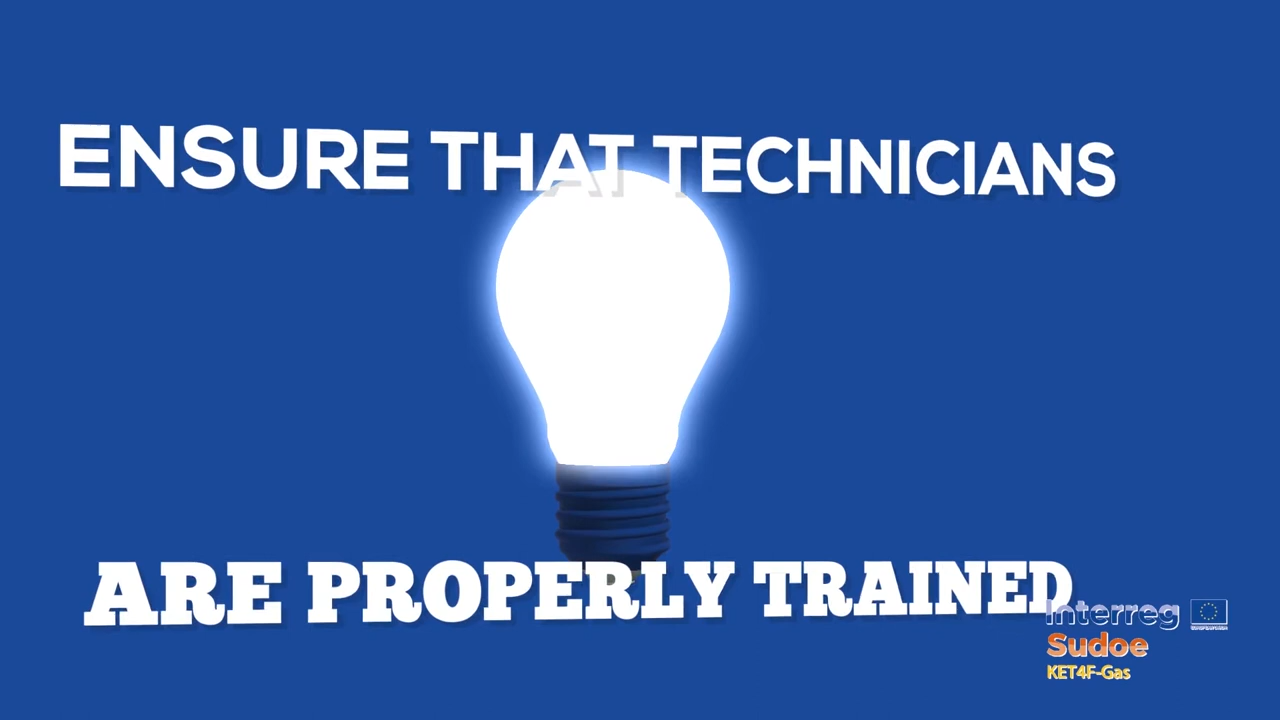 ENSURE THAT TECHNICIANS
ARE PROPERLY TRAINED
Interreg
Sudoe
KET4F-Gas